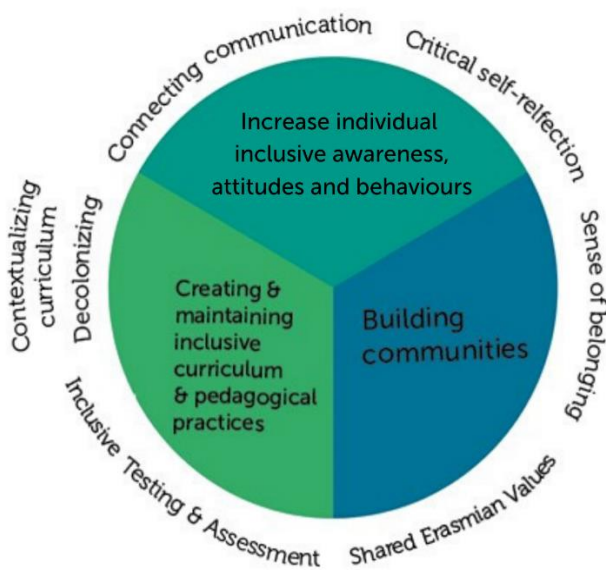 Connecting communication
Critical self-relfection
Increase individual
inclusive awareness,
attitudes and behaviours
Contextualizing
curriculum
Decolonizing
Creating &
maintaining
inclusive
curriculum
& pedagogical
practices
Building
communities
Sense of belonging
Inclusive Testing & Assessment
Shared Erasmian Values